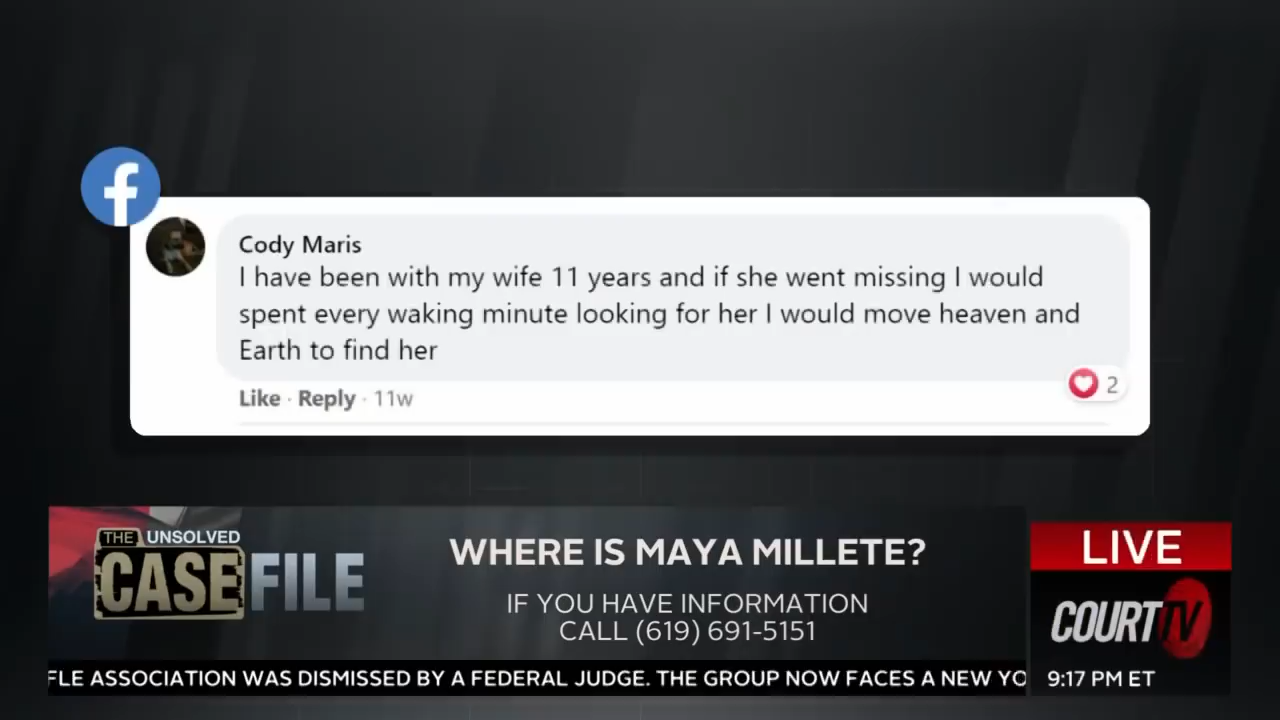 f
Cody Maris
I have been with my wife 11 years and if she went missing I would
spent every waking minute looking for her I would move heaven and
Earth to find her
Like · Reply · 11w
2
THE UNSOLVED
CASE FILE
WHERE IS MAYA MILLETE?
IF YOU HAVE INFORMATION
CALL (619) 691-5151
LIVE
COURT TV
FLE ASSOCIATION WAS DISMISSED BY A FEDERAL JUDGE. THE GROUP NOW FACES A NEW YO
9:17 PM ET